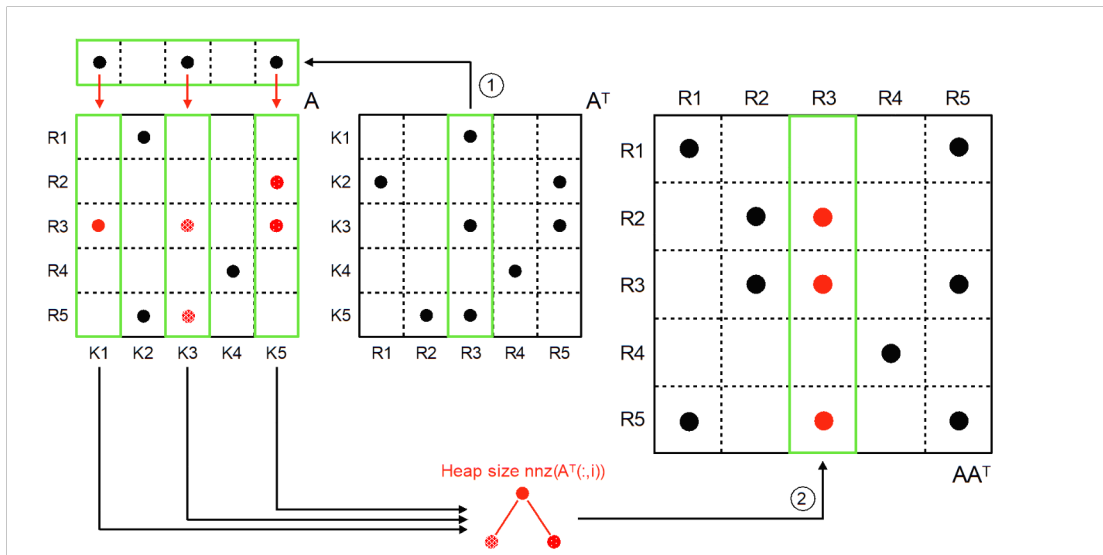 ①
A
Aᵀ
R1 R2 R3 R4 R5
R1
R2
R3
R4
R5
K1
K2
K3
K4
K5
R1
R2
R3
R4
R5
K1 K2 K3 K4 K5
R1 R2 R3 R4 R5
AAᵀ
Heap size nnz(Aᵀ(:,i))
②